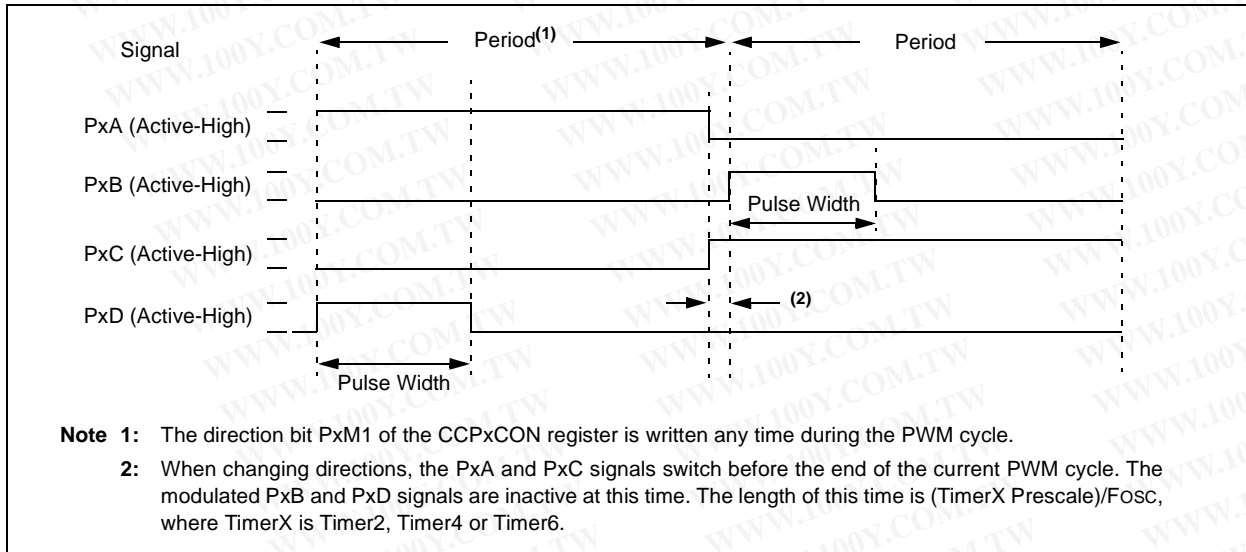 Signal
Period(1)
Period
PxA (Active-High)
PxB (Active-High)
Pulse Width
PxC (Active-High)
(2)
PxD (Active-High)
Pulse Width
Note 1: The direction bit PxM1 of the CCPxCON register is written any time during the PWM cycle.
2: When changing directions, the PxA and PxC signals switch before the end of the current PWM cycle. The
modulated PxB and PxD signals are inactive at this time. The length of this time is (TimerX Prescale)/FOSC,
where TimerX is Timer2, Timer4 or Timer6.
WWW.100Y.COM.TW